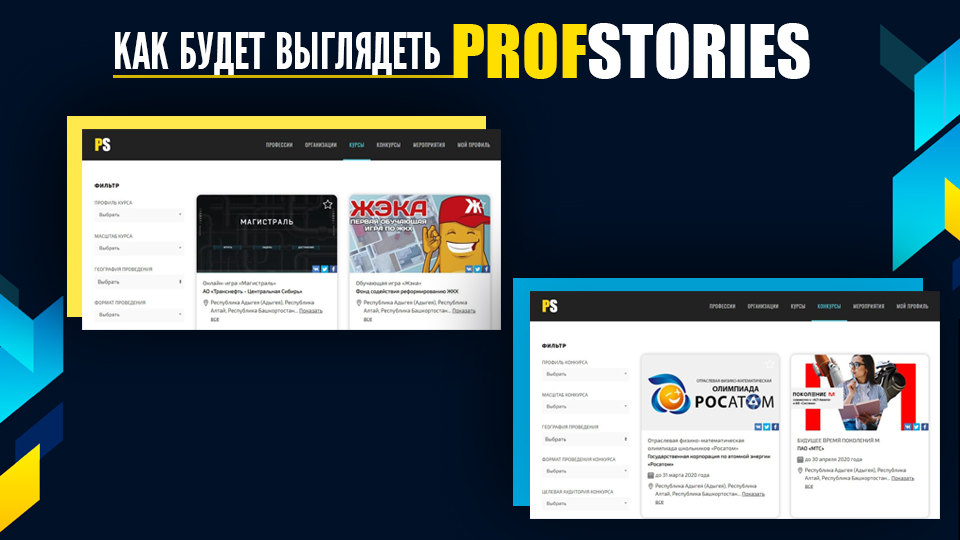 КАК БУДЕТ ВЫГЛЯДЕТЬ PROFSTORIES
PS
ПРОФЕССИИ ОРГАНИЗАЦИИ КУРСЫ КОНКУРСЫ МЕРОПРИЯТИЯ МОЙ ПРОФИЛЬ
ФИЛЬТР
ПРОФИЛЬ КУРСА
Выбрать
МАСШТАБ КУРСА
Выбрать
ГЕОГРАФИЯ ПРОВЕДЕНИЯ
Выбрать
ФОРМАТ ПРОВЕДЕНИЯ
Выбрать
МАГИСТРАЛЬ
Онлайн-игра «Магистраль»
АО «Транснефть - Центральная Сибирь»
Республика Адыгея (Адыгея), Республика
Алтай, Республика Башкортостан... Показать
все
ЖЭКА
ПЕРВАЯ ОБУЧАЮЩАЯ
ИГРА ПО ЖКХ
Ж
Обучающая игра «Жэка»
Фонд содействия реформированию ЖКХ
Республика Адыгея (Адыгея), Республика
Алтай, Республика Башкортостан... Показать
все
PS
ПРОФЕССИИ ОРГАНИЗАЦИИ КУРСЫ КОНКУРСЫ МЕРОПРИЯТИЯ МОЙ ПРОФИЛЬ
ФИЛЬТР
ПРОФИЛЬ КОНКУРСА
Выбрать
МАСШТАБ КОНКУРСА
Выбрать
ГЕОГРАФИЯ ПРОВЕДЕНИЯ
Выбрать
ФОРМАТ ПРОВЕДЕНИЯ КОНКУРСА
Выбрать
ЦЕЛЕВАЯ АУДИТОРИЯ КОНКУРСА
Выбрать
ОТРАСЛЕВАЯ ФИЗИКО-МАТЕМАТИЧЕСКАЯ
ОЛИМПИАДА
РОСАТОМ
Отраслевая физико-математическая
олимпиада школьников «Росатом»
Государственная корпорация по атомной энергии
«Росатом»
до 31 марта 2020 года
Республика Адыгея (Адыгея), Республика
Алтай, Республика Башкортостан... Показать
все
ПОКОЛЕНИЕ М
БУДУЩЕЕ ВРЕМЯ ПОКОЛЕНИЯ М
ПАО «МТС»
до 30 апреля 2020 года
Республика Адыгея (Адыгея), Республика
Алтай, Республика Башкортостан... Показать
все